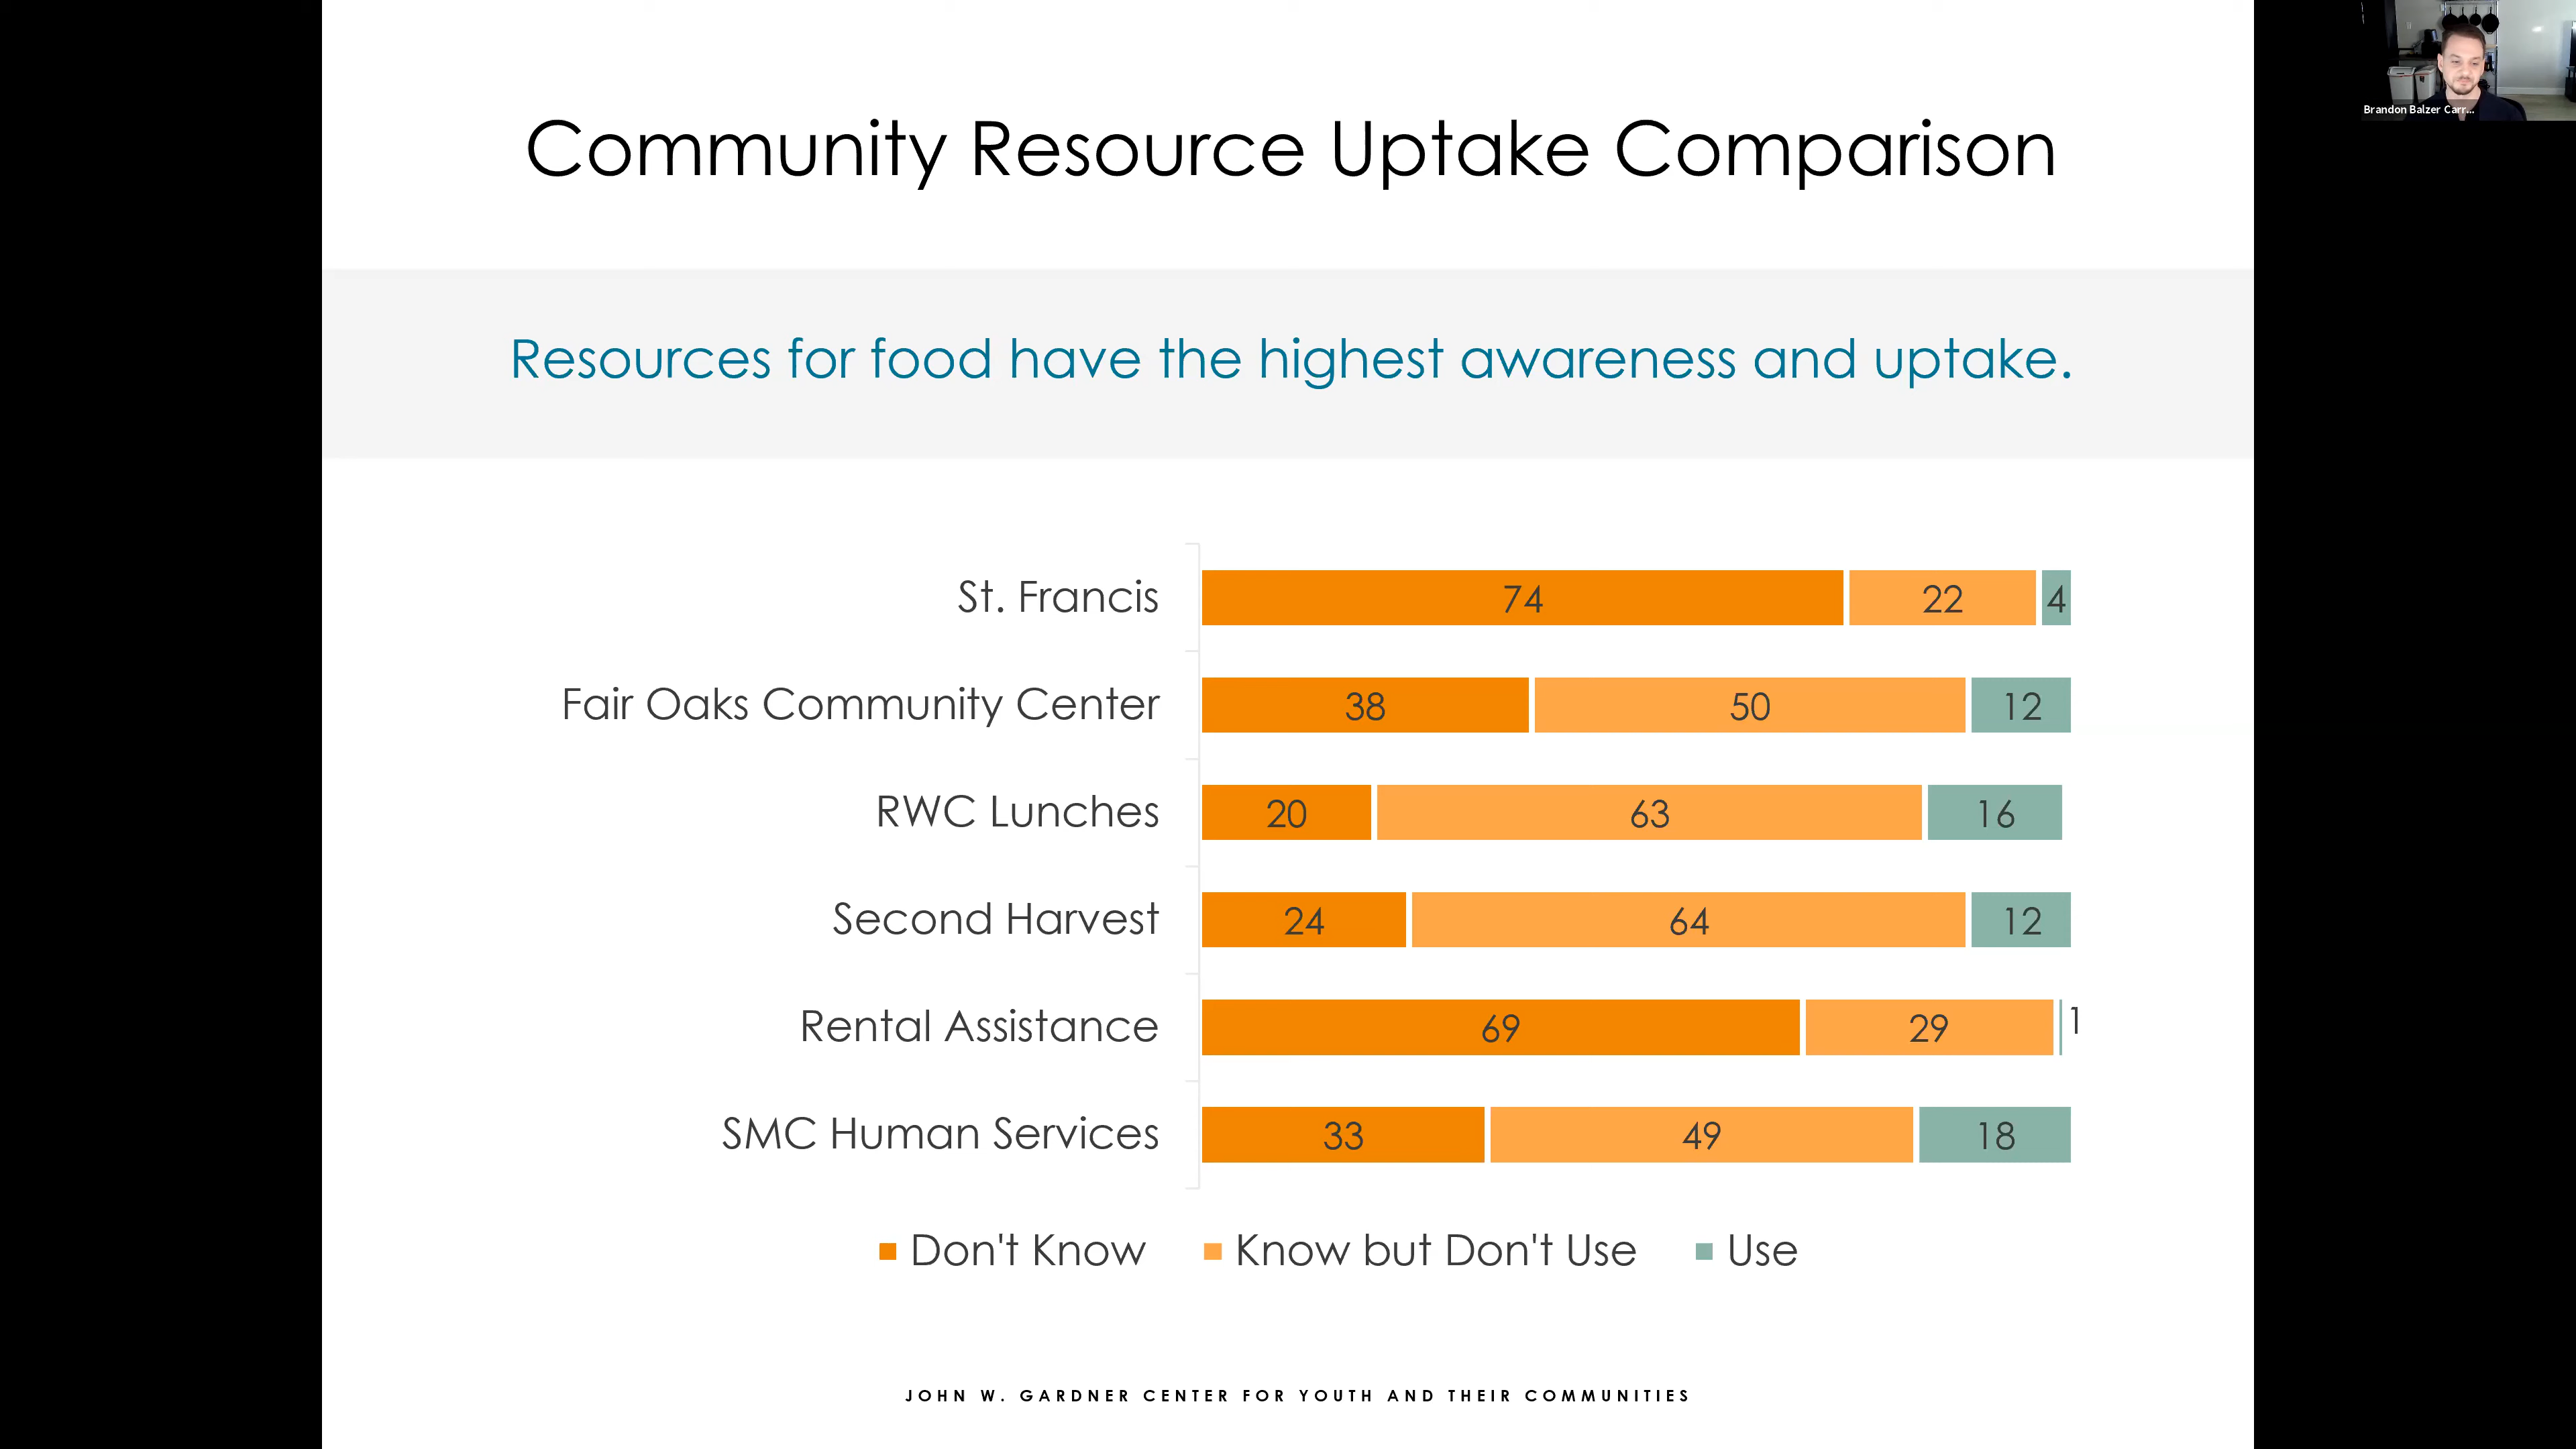 Community Resource Uptake Comparison
Brandon Balzer Carr...
Resources for food have the highest awareness and uptake.
St. Francis 74 22 4
Fair Oaks Community Center 38 50 12
RWC Lunches 20 63 16
Second Harvest 24 64 12
Rental Assistance 69 29 1
SMC Human Services 33 49 18
Don't Know Know but Don't Use Use
JOHN W. GARDNER CENTER FOR YOUTH AND THEIR COMMUNITIES